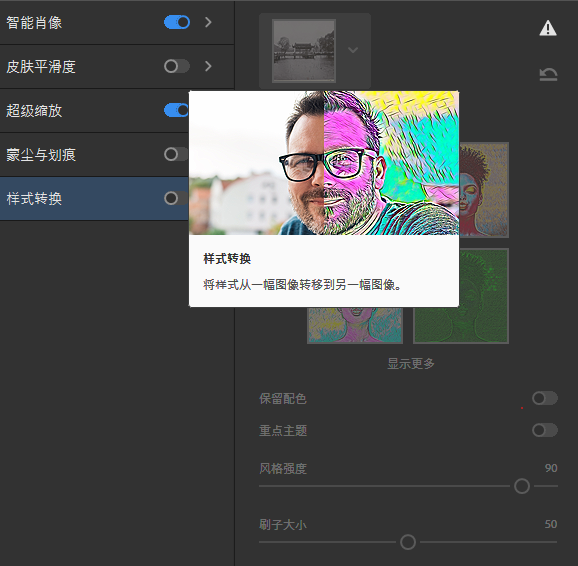 智能肖像
皮肤平滑度
超级缩放
蒙尘与划痕
样式转换
样式转换
将样式从一幅图像转移到另一幅图像。
显示更多
保留配色
重点主题
风格强度 90
刷子大小 50